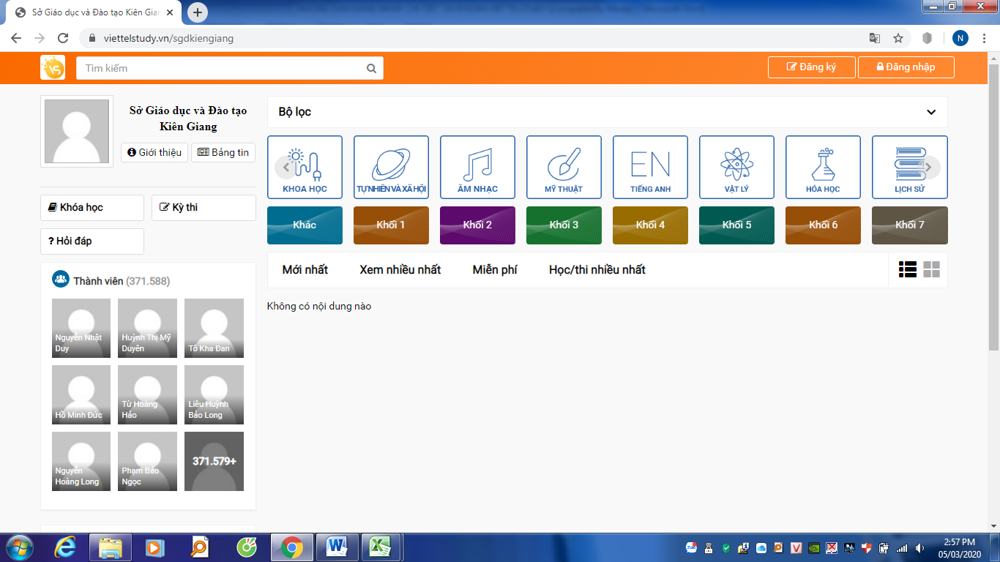 Sở Giáo dục và Đào tạo Kiên Gian
viettelstudy.vn/sgdkiengiang
N
Tìm kiếm
Đăng ký
Đăng nhập
Sở Giáo dục và Đào tạo
Kiên Giang
Giới thiệu
Bảng tin
Khóa học
Kỳ thi
? Hỏi đáp
Thành viên (371.588)
Nguyễn Nhật
Duy
Huỳnh Thị Mỹ
Duyên
Tô Kha Đan
Hồ Minh Đức
Từ Hoàng
Hảo
Liêu Huỳnh
Bảo Long
Nguyễn
Hoàng Long
Phạm Bảo
Ngọc
371.579+
Bộ lọc
KHOA HỌC
TỰ NHIÊN VÀ XÃ HỘI
ÂM NHẠC
MỸ THUẬT
EN
TIẾNG ANH
VẬT LÝ
HÓA HỌC
LỊCH SỬ
Khác
Khối 1
Khối 2
Khối 3
Khối 4
Khối 5
Khối 6
Khối 7
Mới nhất
Xem nhiều nhất
Miễn phí
Học/thi nhiều nhất
Không có nội dung nào
2:57 PM
05/03/2020